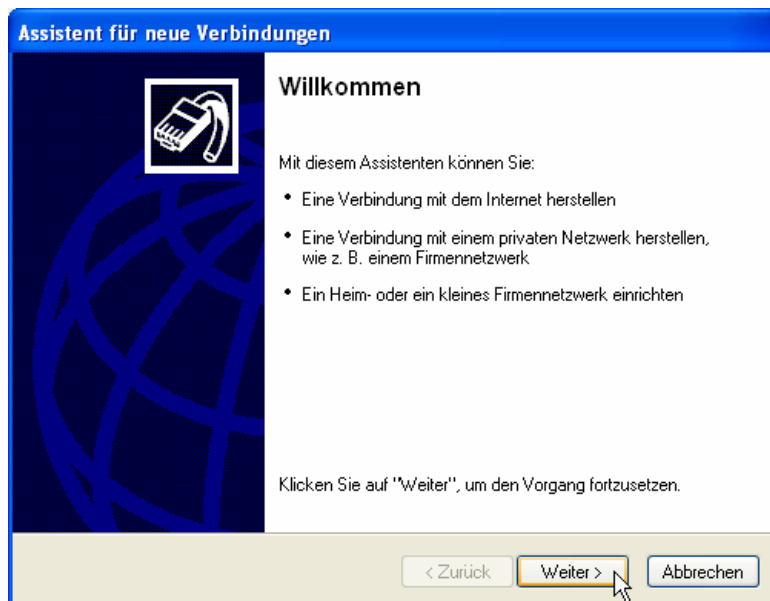 Assistent für neue Verbindungen
Willkommen
Mit diesem Assistenten können Sie:
• Eine Verbindung mit dem Internet herstellen
• Eine Verbindung mit einem privaten Netzwerk herstellen,
wie z. B. einem Firmennetzwerk
• Ein Heim- oder ein kleines Firmennetzwerk einrichten
Klicken Sie auf "Weiter", um den Vorgang fortzusetzen.
< Zurück Weiter > Abbrechen